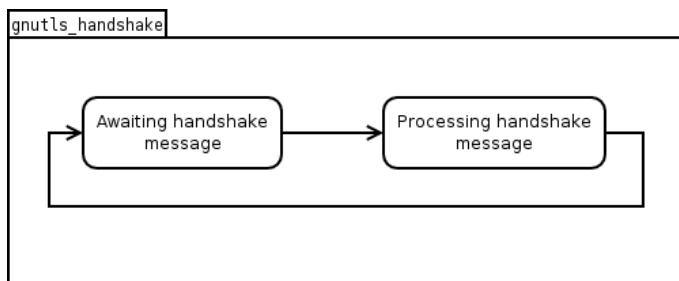 gnutls_handshake
Awaiting handshake
message
Processing handshake
message